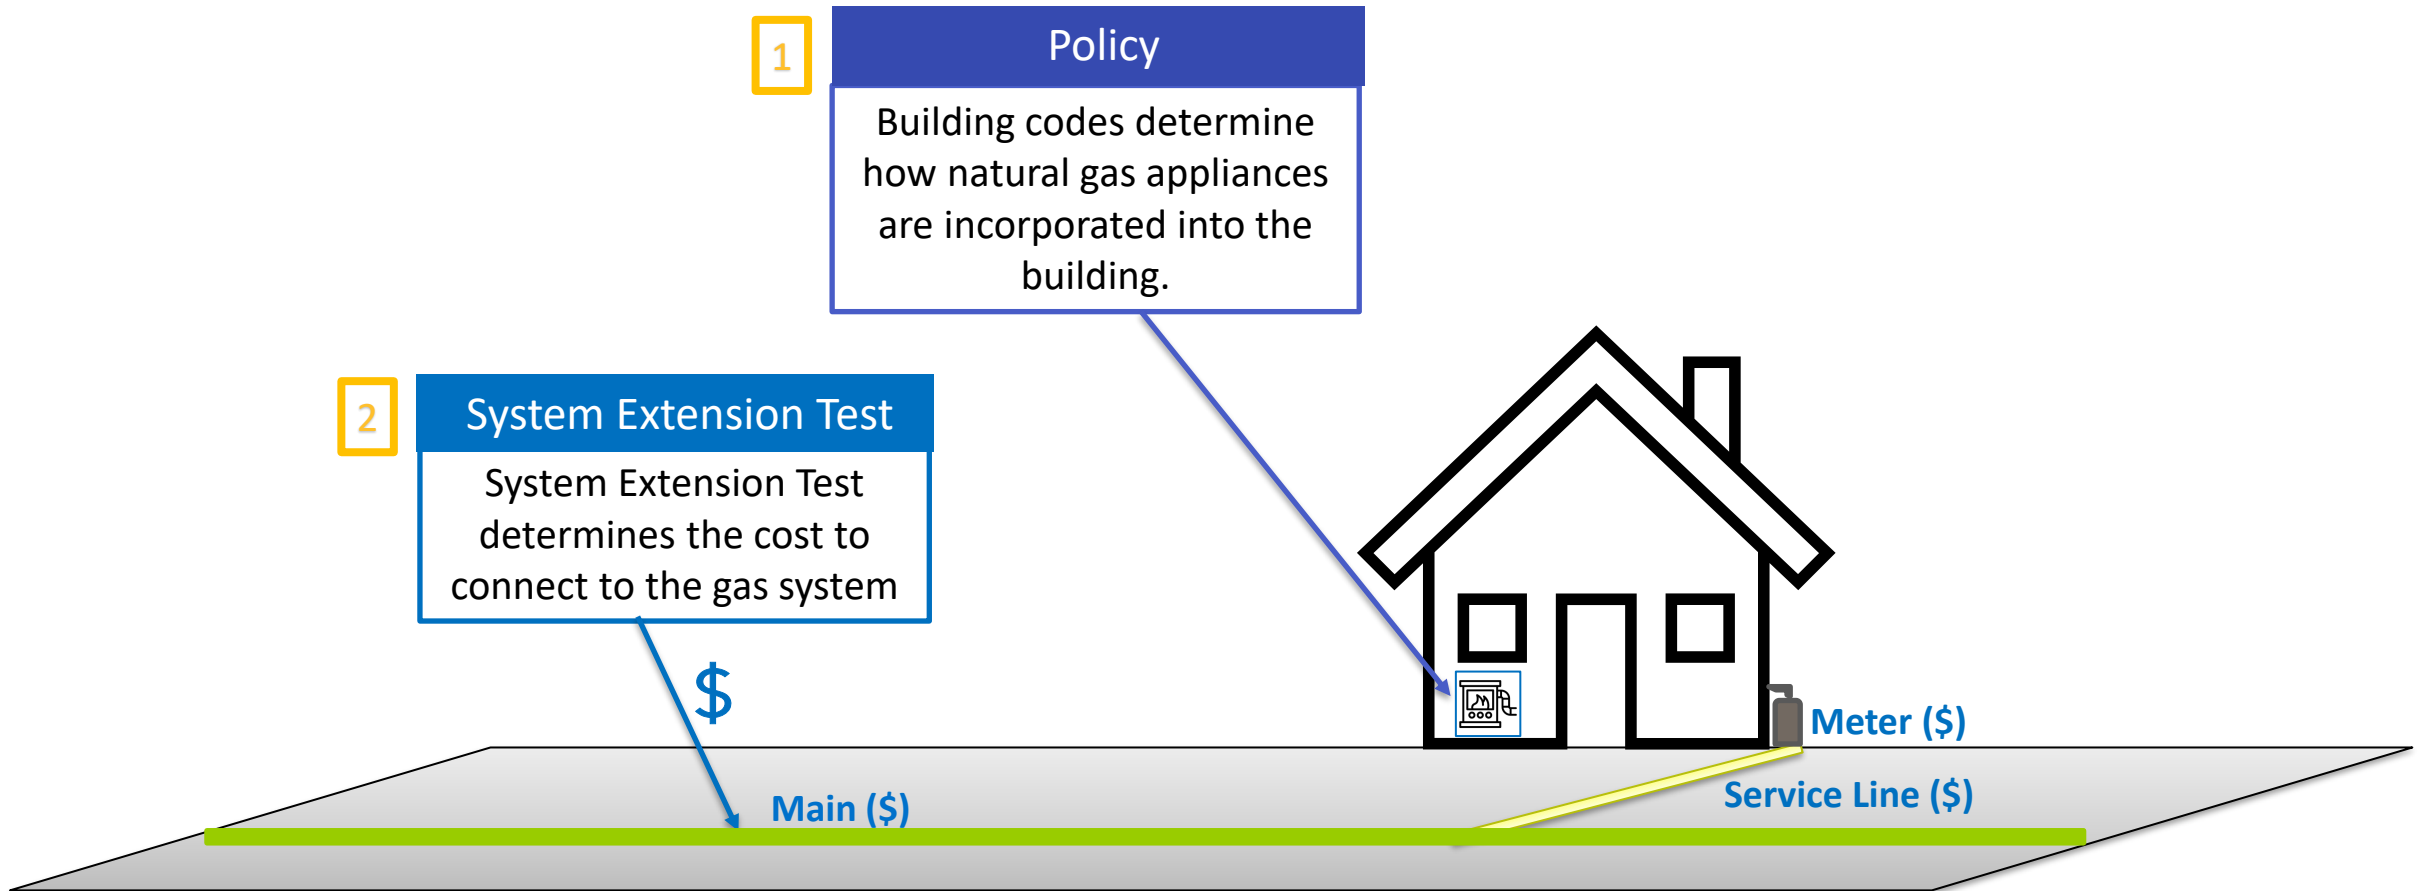 1
Policy
Building codes determine
how natural gas appliances
are incorporated into the
building.
2
System Extension Test
System Extension Test
determines the cost to
connect to the gas system
$
Meter ($)
Service Line ($)
Main ($)